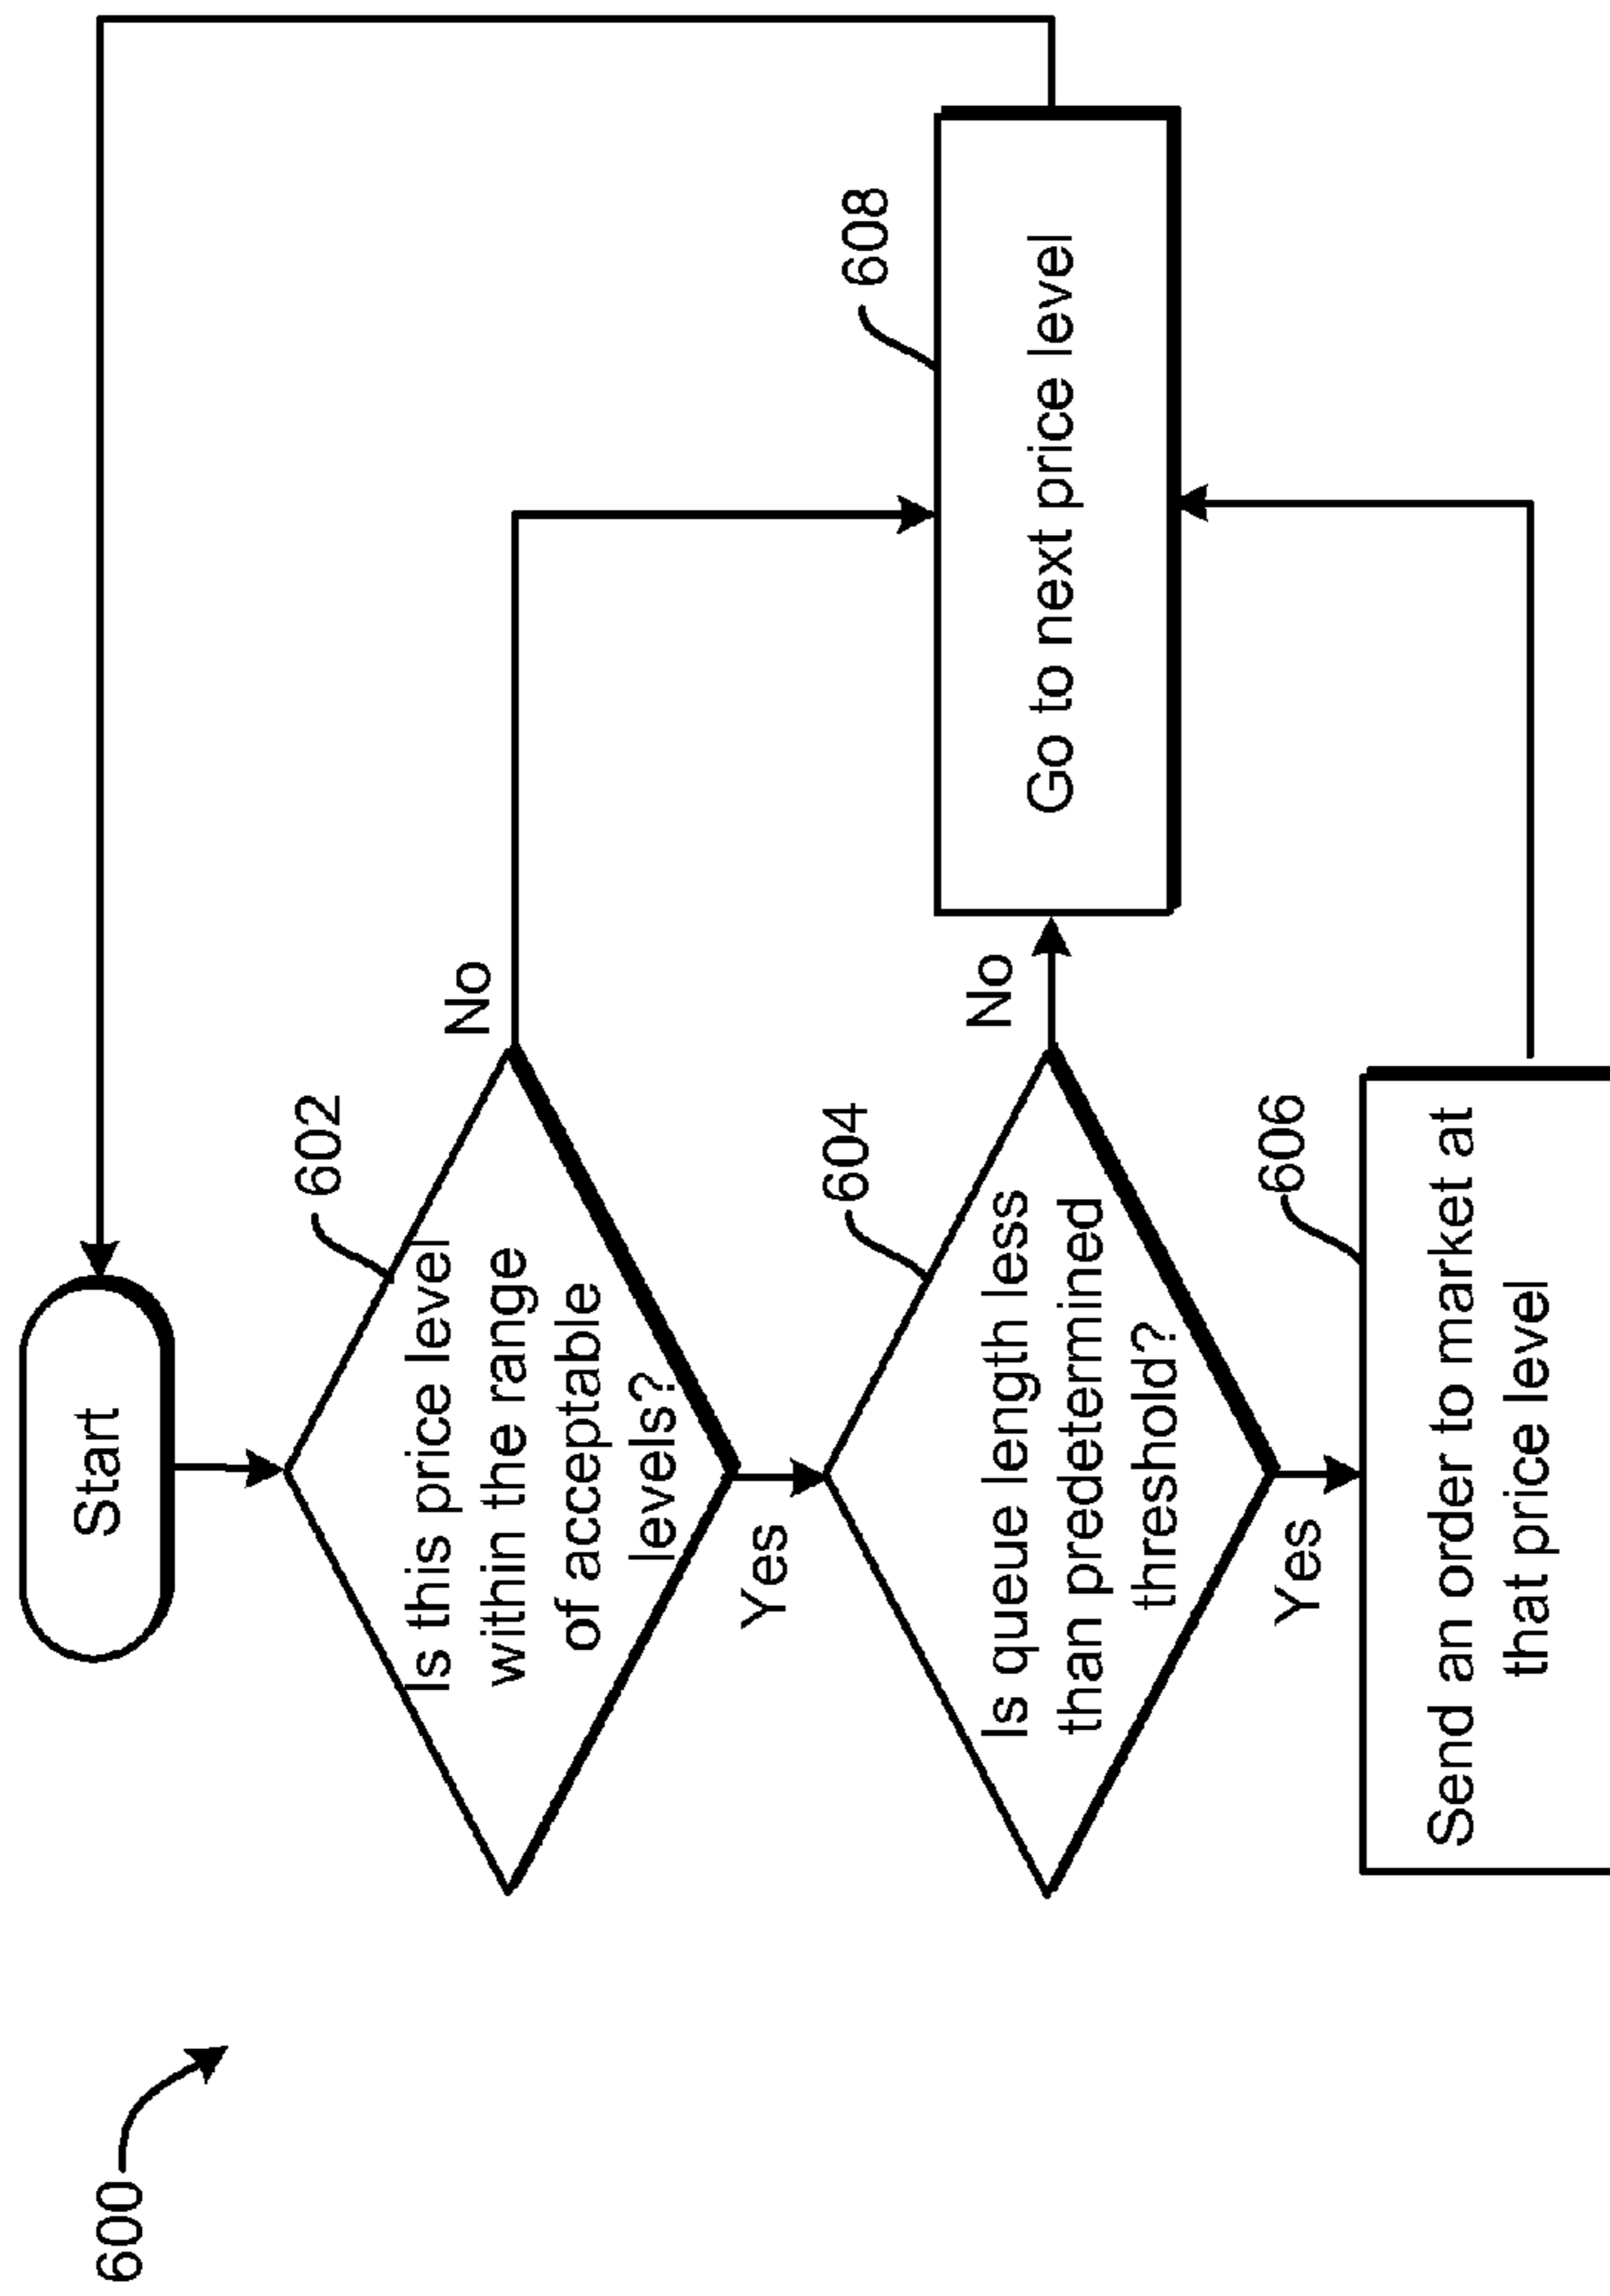 600
Start
602
Is this price level
within the range
of acceptable
levels?
No
Yes
604
Is queue length less
than predetermined
threshold?
No
608
Go to next price level
Yes
606
Send an order to market at
that price level